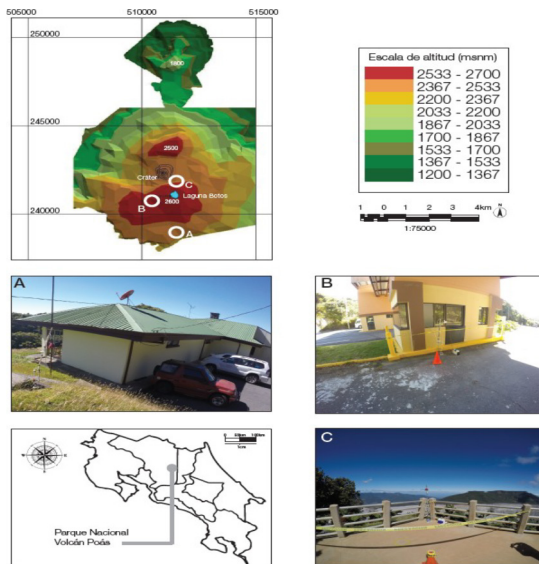 505000
510000
515000
250000
245000
240000
1600
2500
Cráter
C
Laguna Botos
B
2600
A
Escala de altitud (msnm)
2533 - 2700
2367 - 2533
2200 - 2367
2033 - 2200
1867 - 2033
1700 - 1867
1533 - 1700
1367 - 1533
1200 - 1367
1 0 1 2 3 4km
1:75000
A
B
Parque Nacional
Volcán Poás
C